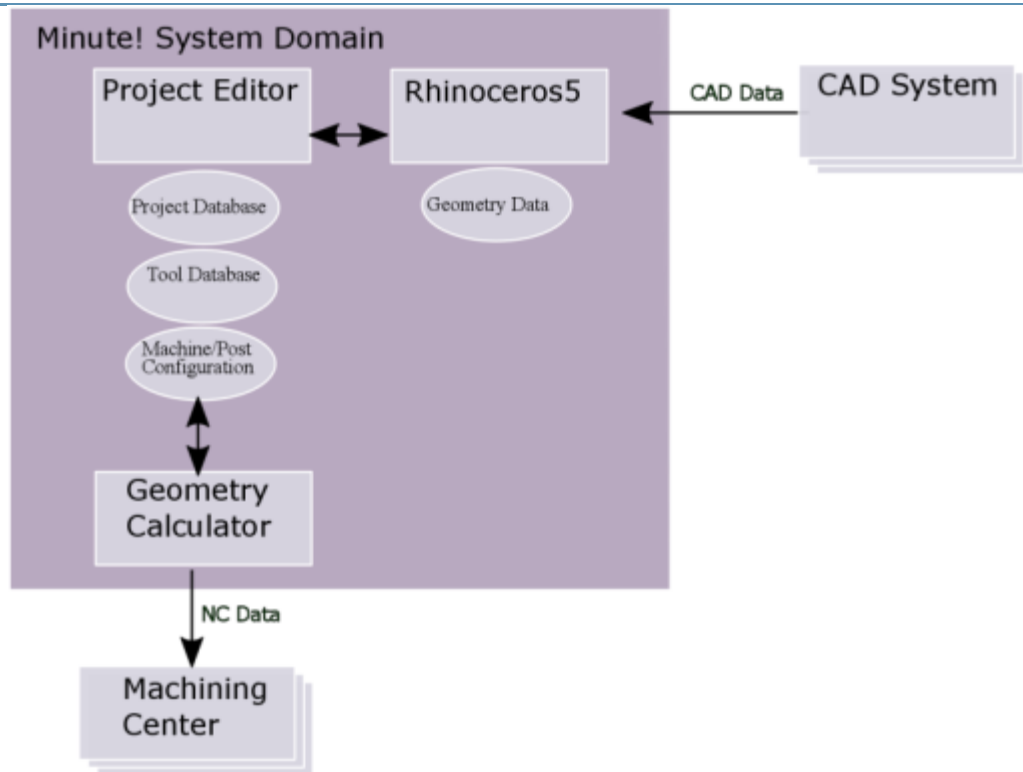 Minute! System Domain
Project Editor
Rhinoceros5
CAD Data
CAD System
Project Database
Geometry Data
Tool Database
Machine/Post
Configuration
Geometry
Calculator
NC Data
Machining
Center